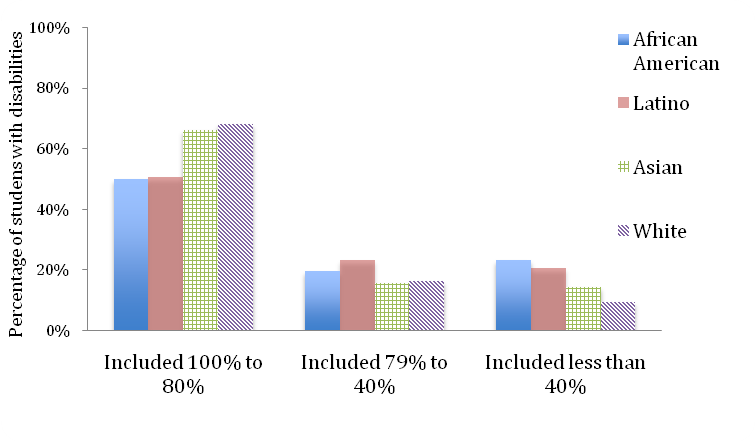 Percentage of studens with disabilities
100%
80%
60%
40%
20%
0%
Included 100% to
80%
Included 79% to
40%
Included less than
40%
African
American
Latino
Asian
White